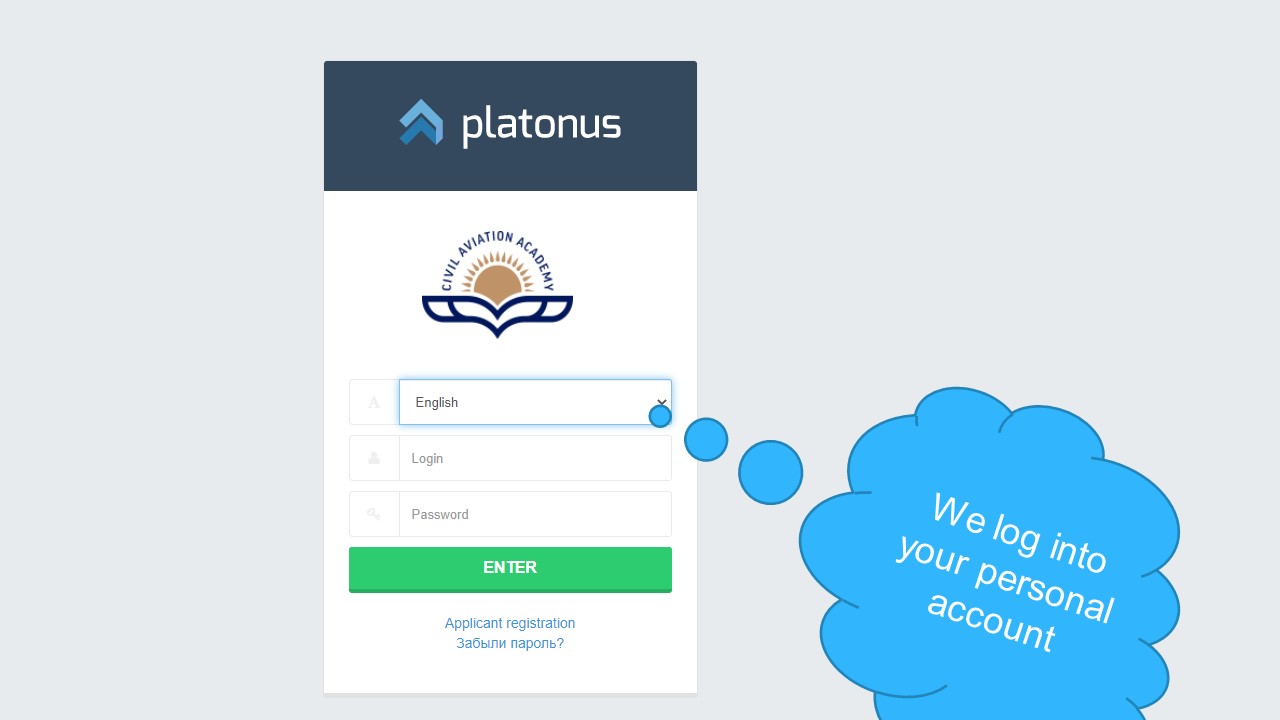 platonus
CIVIL AVIATION ACADEMY
A
English
Login
Password
ENTER
Applicant registration
Забыли пароль?
We log into
your personal
account